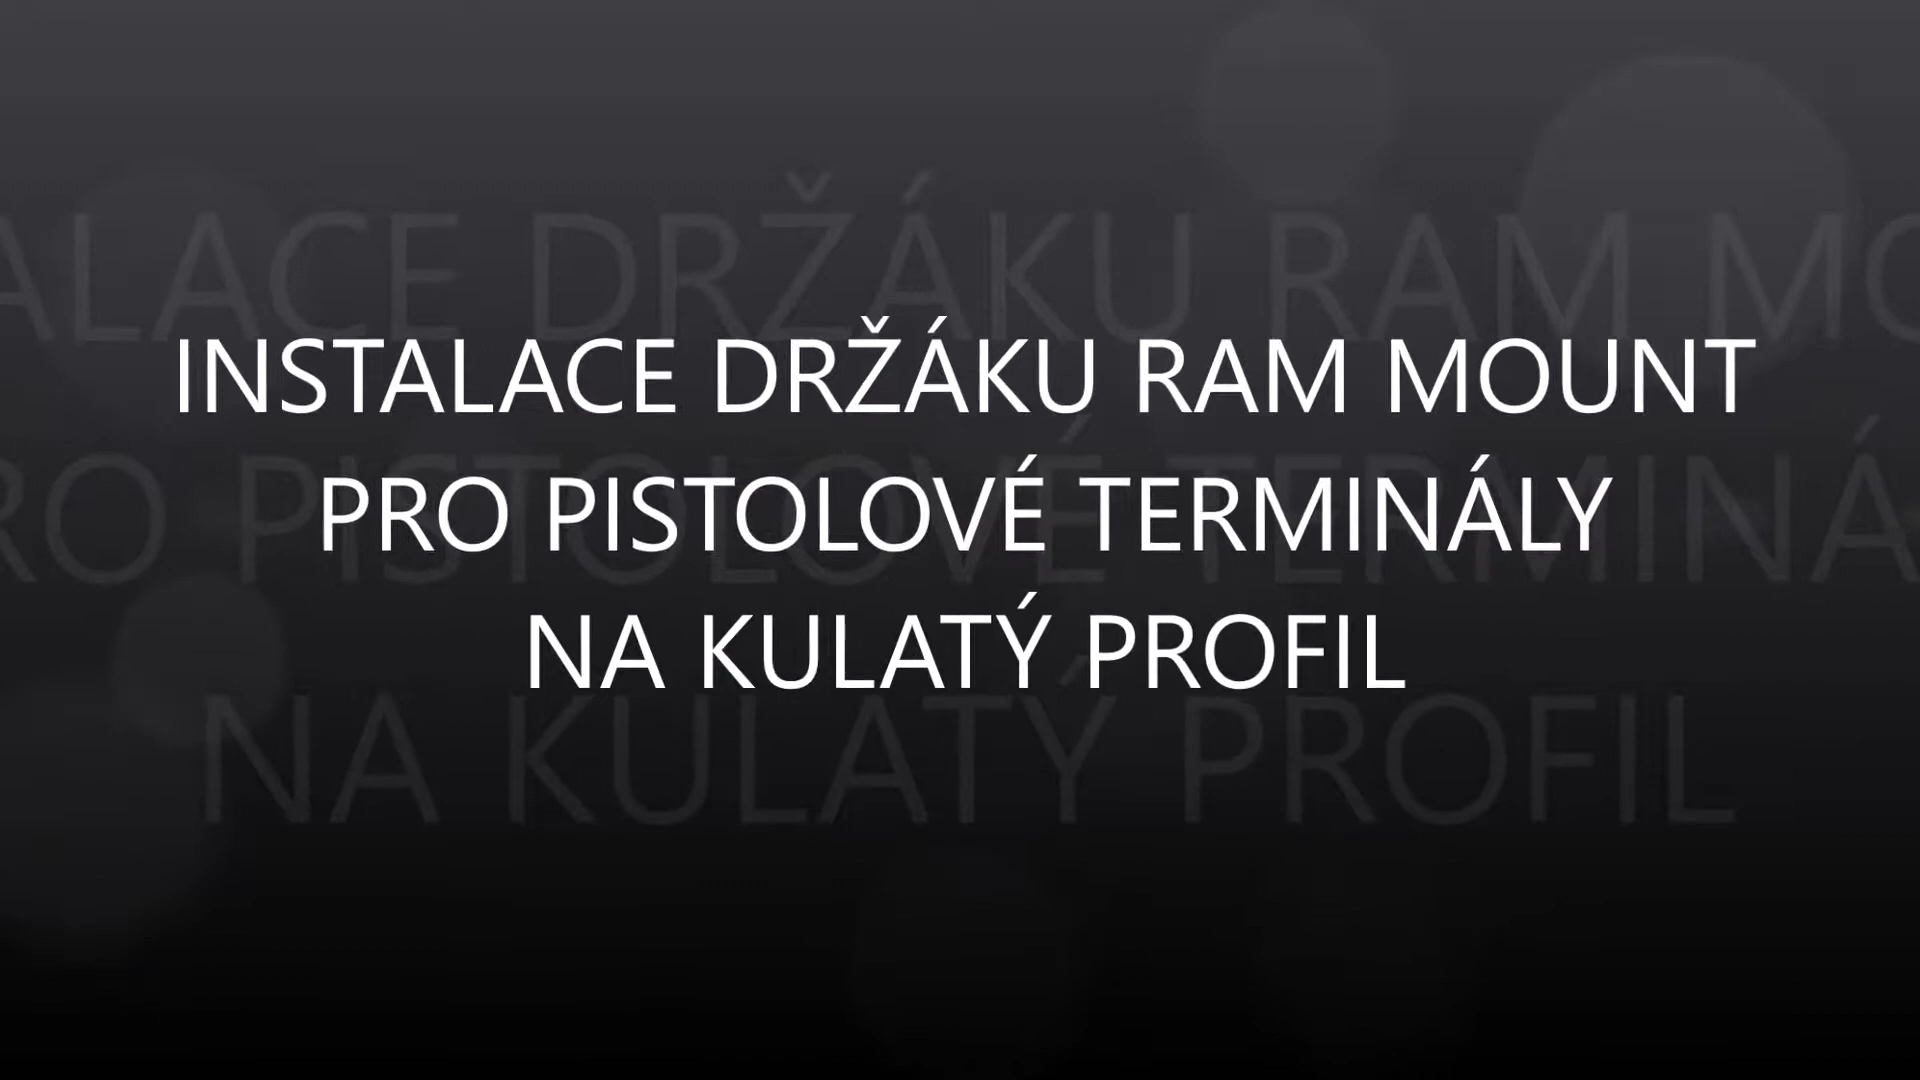 INSTALACE DRŽÁKU RAM MOUNT
PRO PISTOLOVÉ TERMINÁLY
NA KULATÝ PROFIL